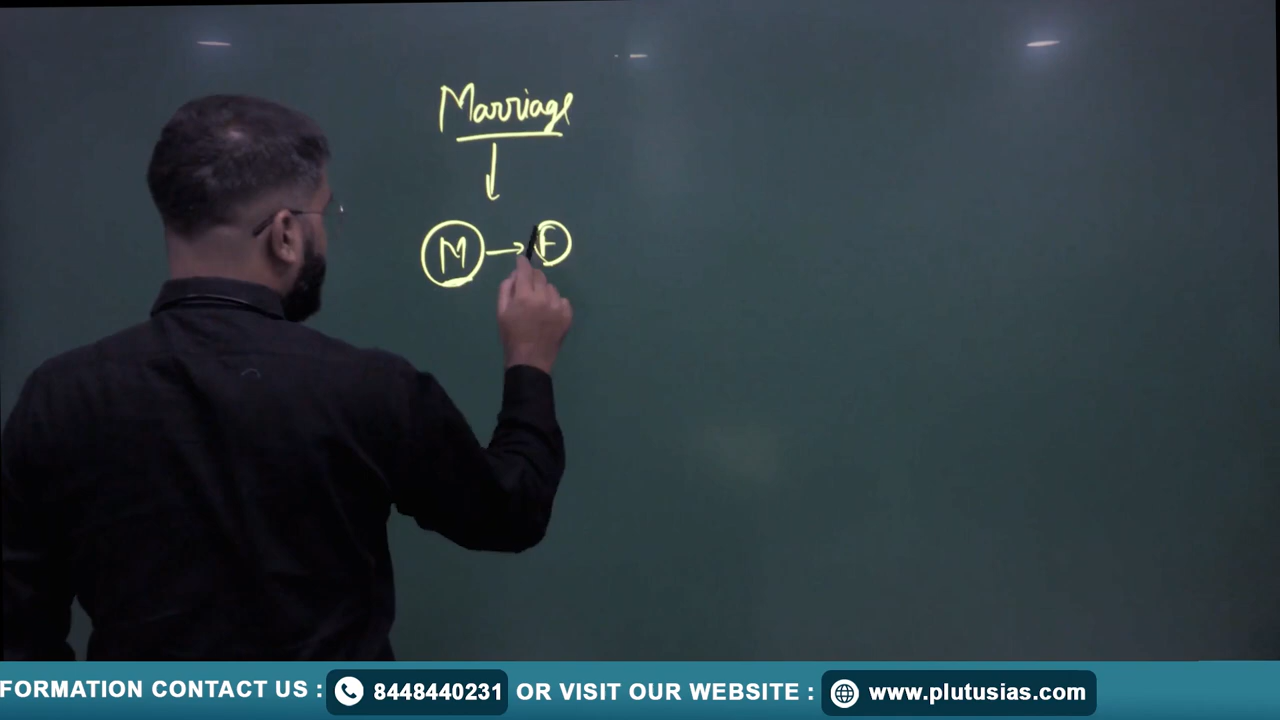 Marriage
M
F
FORMATION CONTACT US : 8448440231 OR VISIT OUR WEBSITE : www.plutusias.com